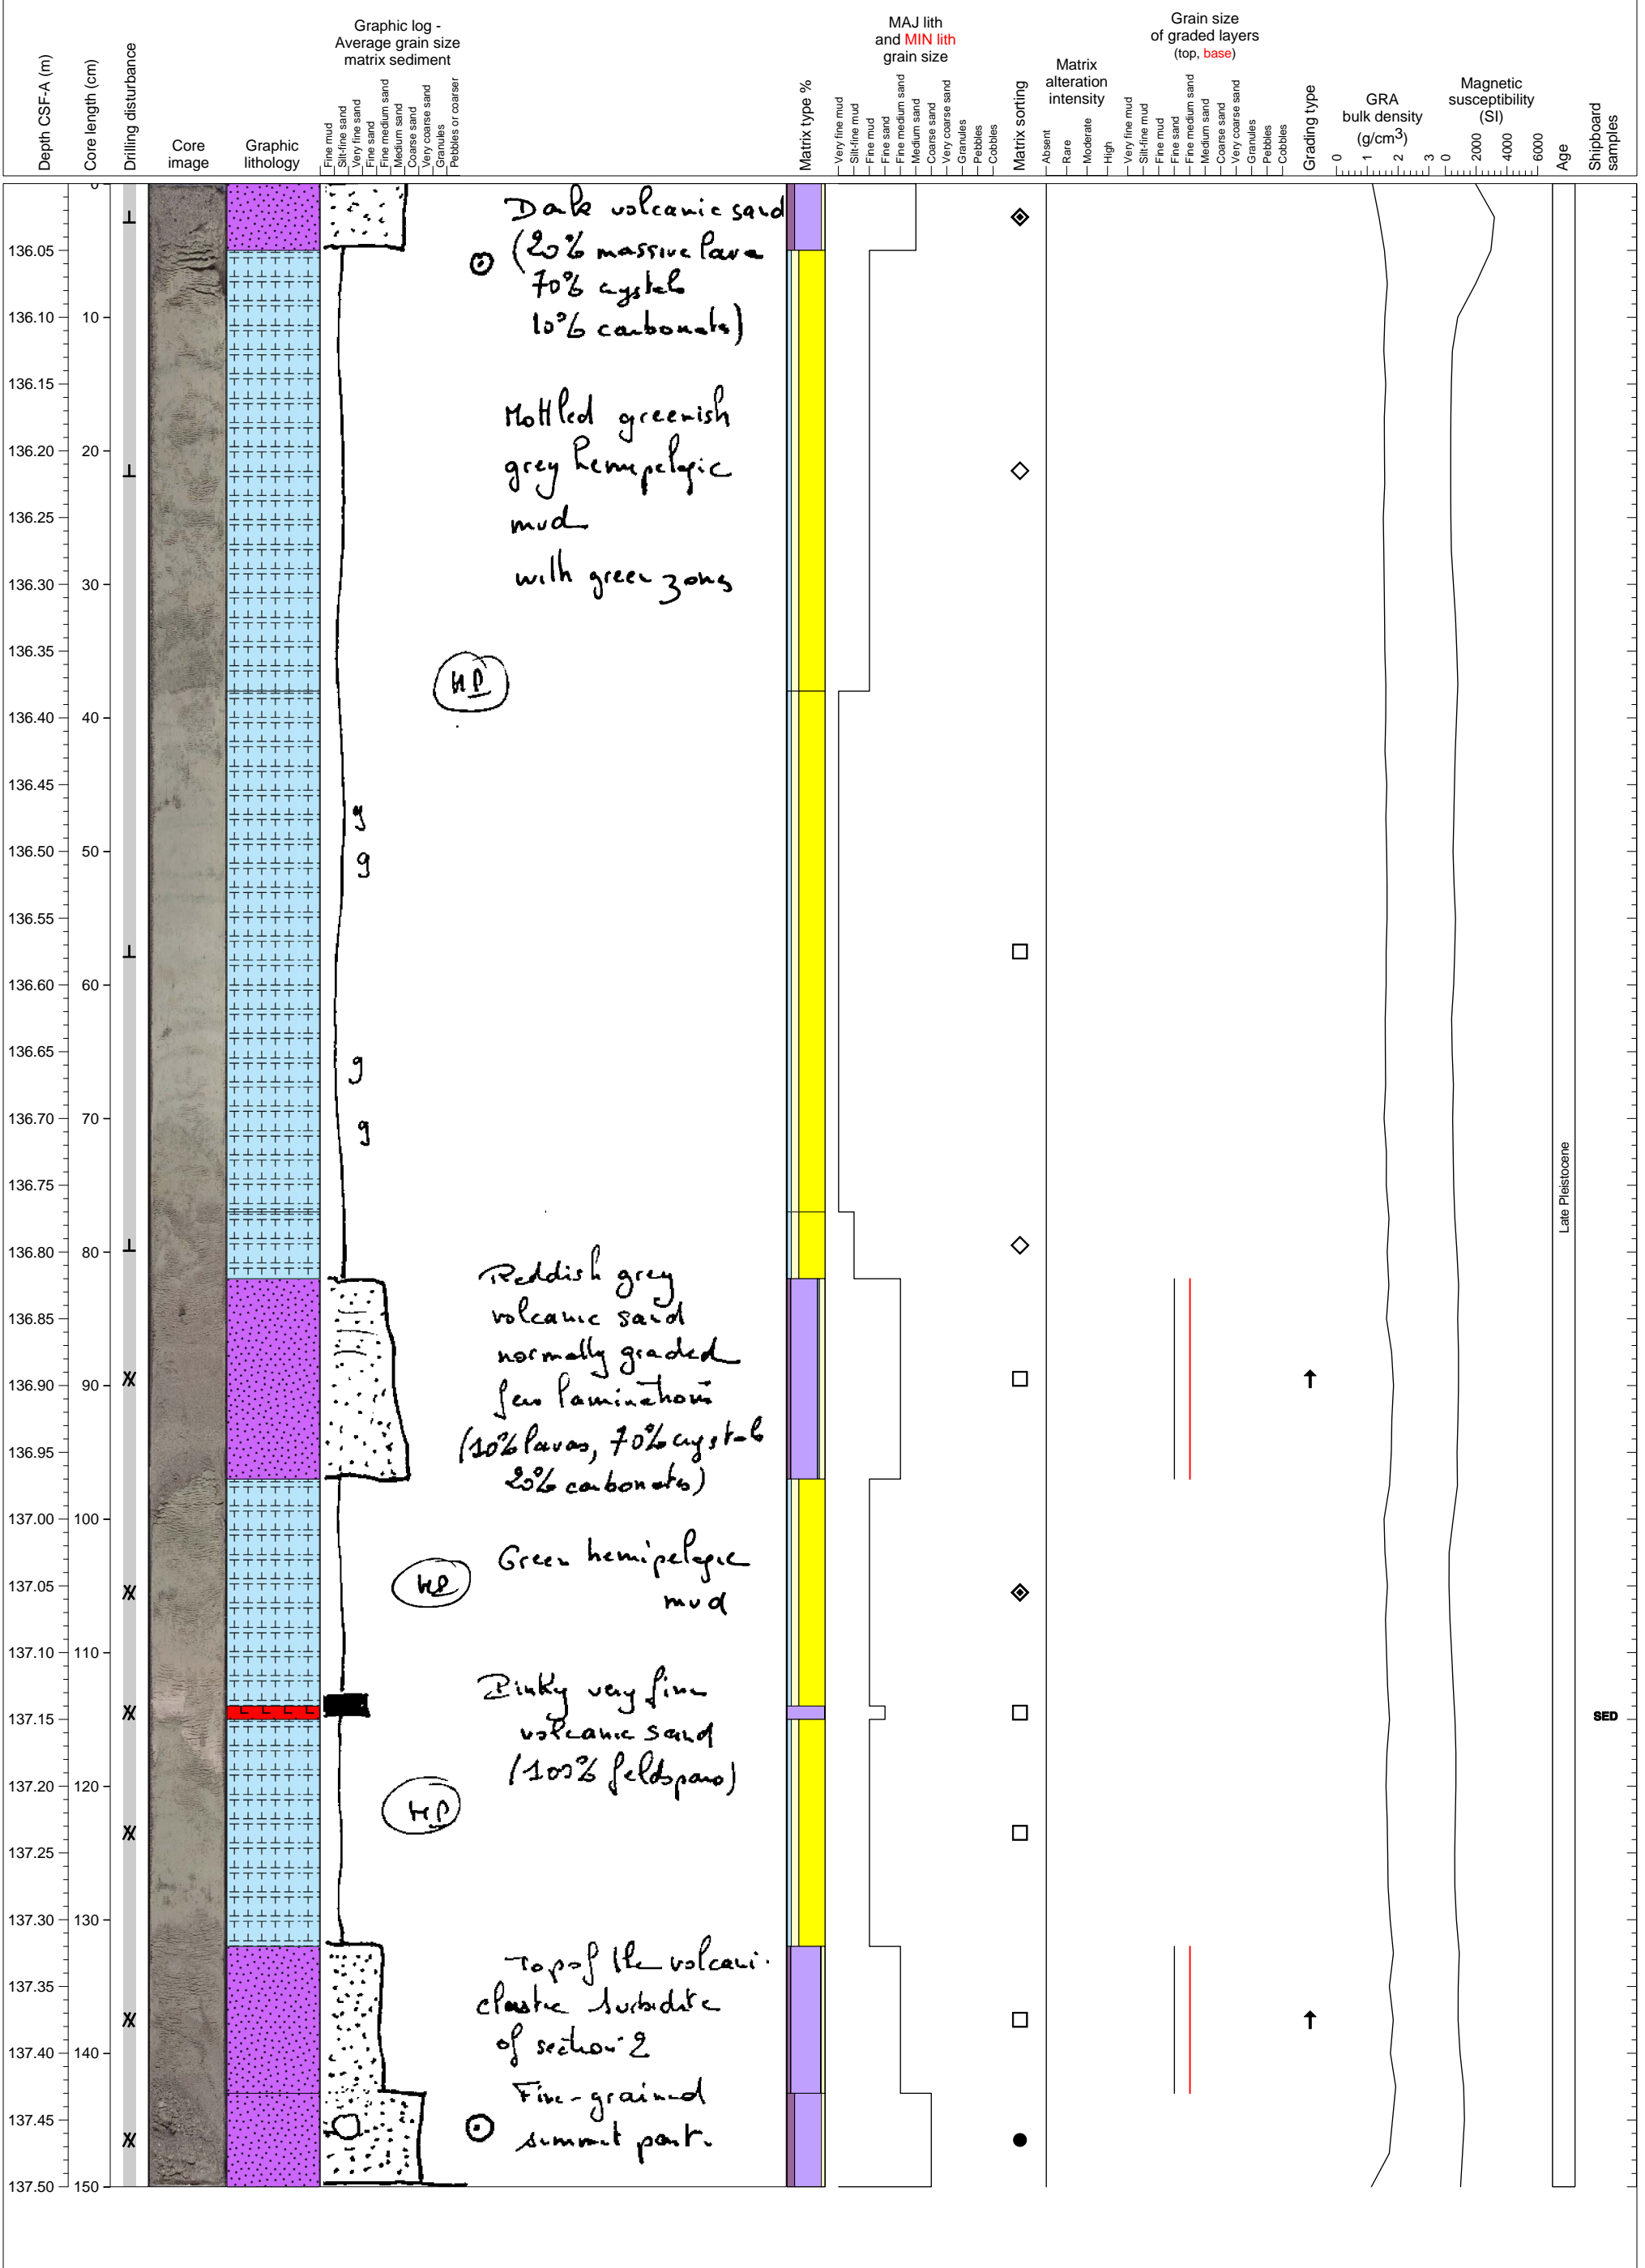 Depth CSF-A (m)
Core length (cm)
Drilling disturbance
Core
image
Graphic
lithology
Graphic log -
Average grain size
matrix sediment
Fine mud
Silt-fine sand
Very fine sand
Fine sand
Fine medium sand
Medium sand
Coarse sand
Very coarse sand
Granules
Pebbles or coarser
Matrix type %
MAJ lith
and MIN lith
grain size
Very fine mud
Silt-fine mud
Fine mud
Fine sand
Fine medium sand
Medium sand
Coarse sand
Very coarse sand
Granules
Pebbles
Cobbles
Matrix sorting
Matrix
alteration
intensity
Absent
Rare
Moderate
High
Grain size
of graded layers
(top, base)
Very fine mud
Silt-fine mud
Fine mud
Fine sand
Fine medium sand
Medium sand
Coarse sand
Very coarse sand
Granules
Pebbles
Cobbles
Grading type
GRA
bulk density
(g/cm3)
0 1 2 3
Magnetic
susceptibility
(SI)
0 2000 4000 6000
Age
Shipboard
samples
0
136.05
136.10 10
136.15
136.20 20
136.25
136.30 30
136.35
136.40 40
136.45
136.50 50
136.55
136.60 60
136.65
136.70 70
136.75
136.80 80
136.85
136.90 90
136.95
137.00 100
137.05
137.10 110
137.15
137.20 120
137.25
137.30 130
137.35
137.40 140
137.45
137.50 150
Dark volcanic sand
(20% massive lava
70% crystals
10% carbonates)
Mottled greenish
grey hemipelagic
mud
with green zones
HP
g
g
g
g
Reddish grey
volcanic sand
normally graded
few laminations
(10% lavas, 70% crystals
20% carbonates)
Green hemipelagic
mud
HP
Pinky very fine
volcanic sand
(100% feldspars)
HP
Top of the volcani-
clastic turbidite
of section 2
Fine-grained
summit part.
Late Pleistocene
SED